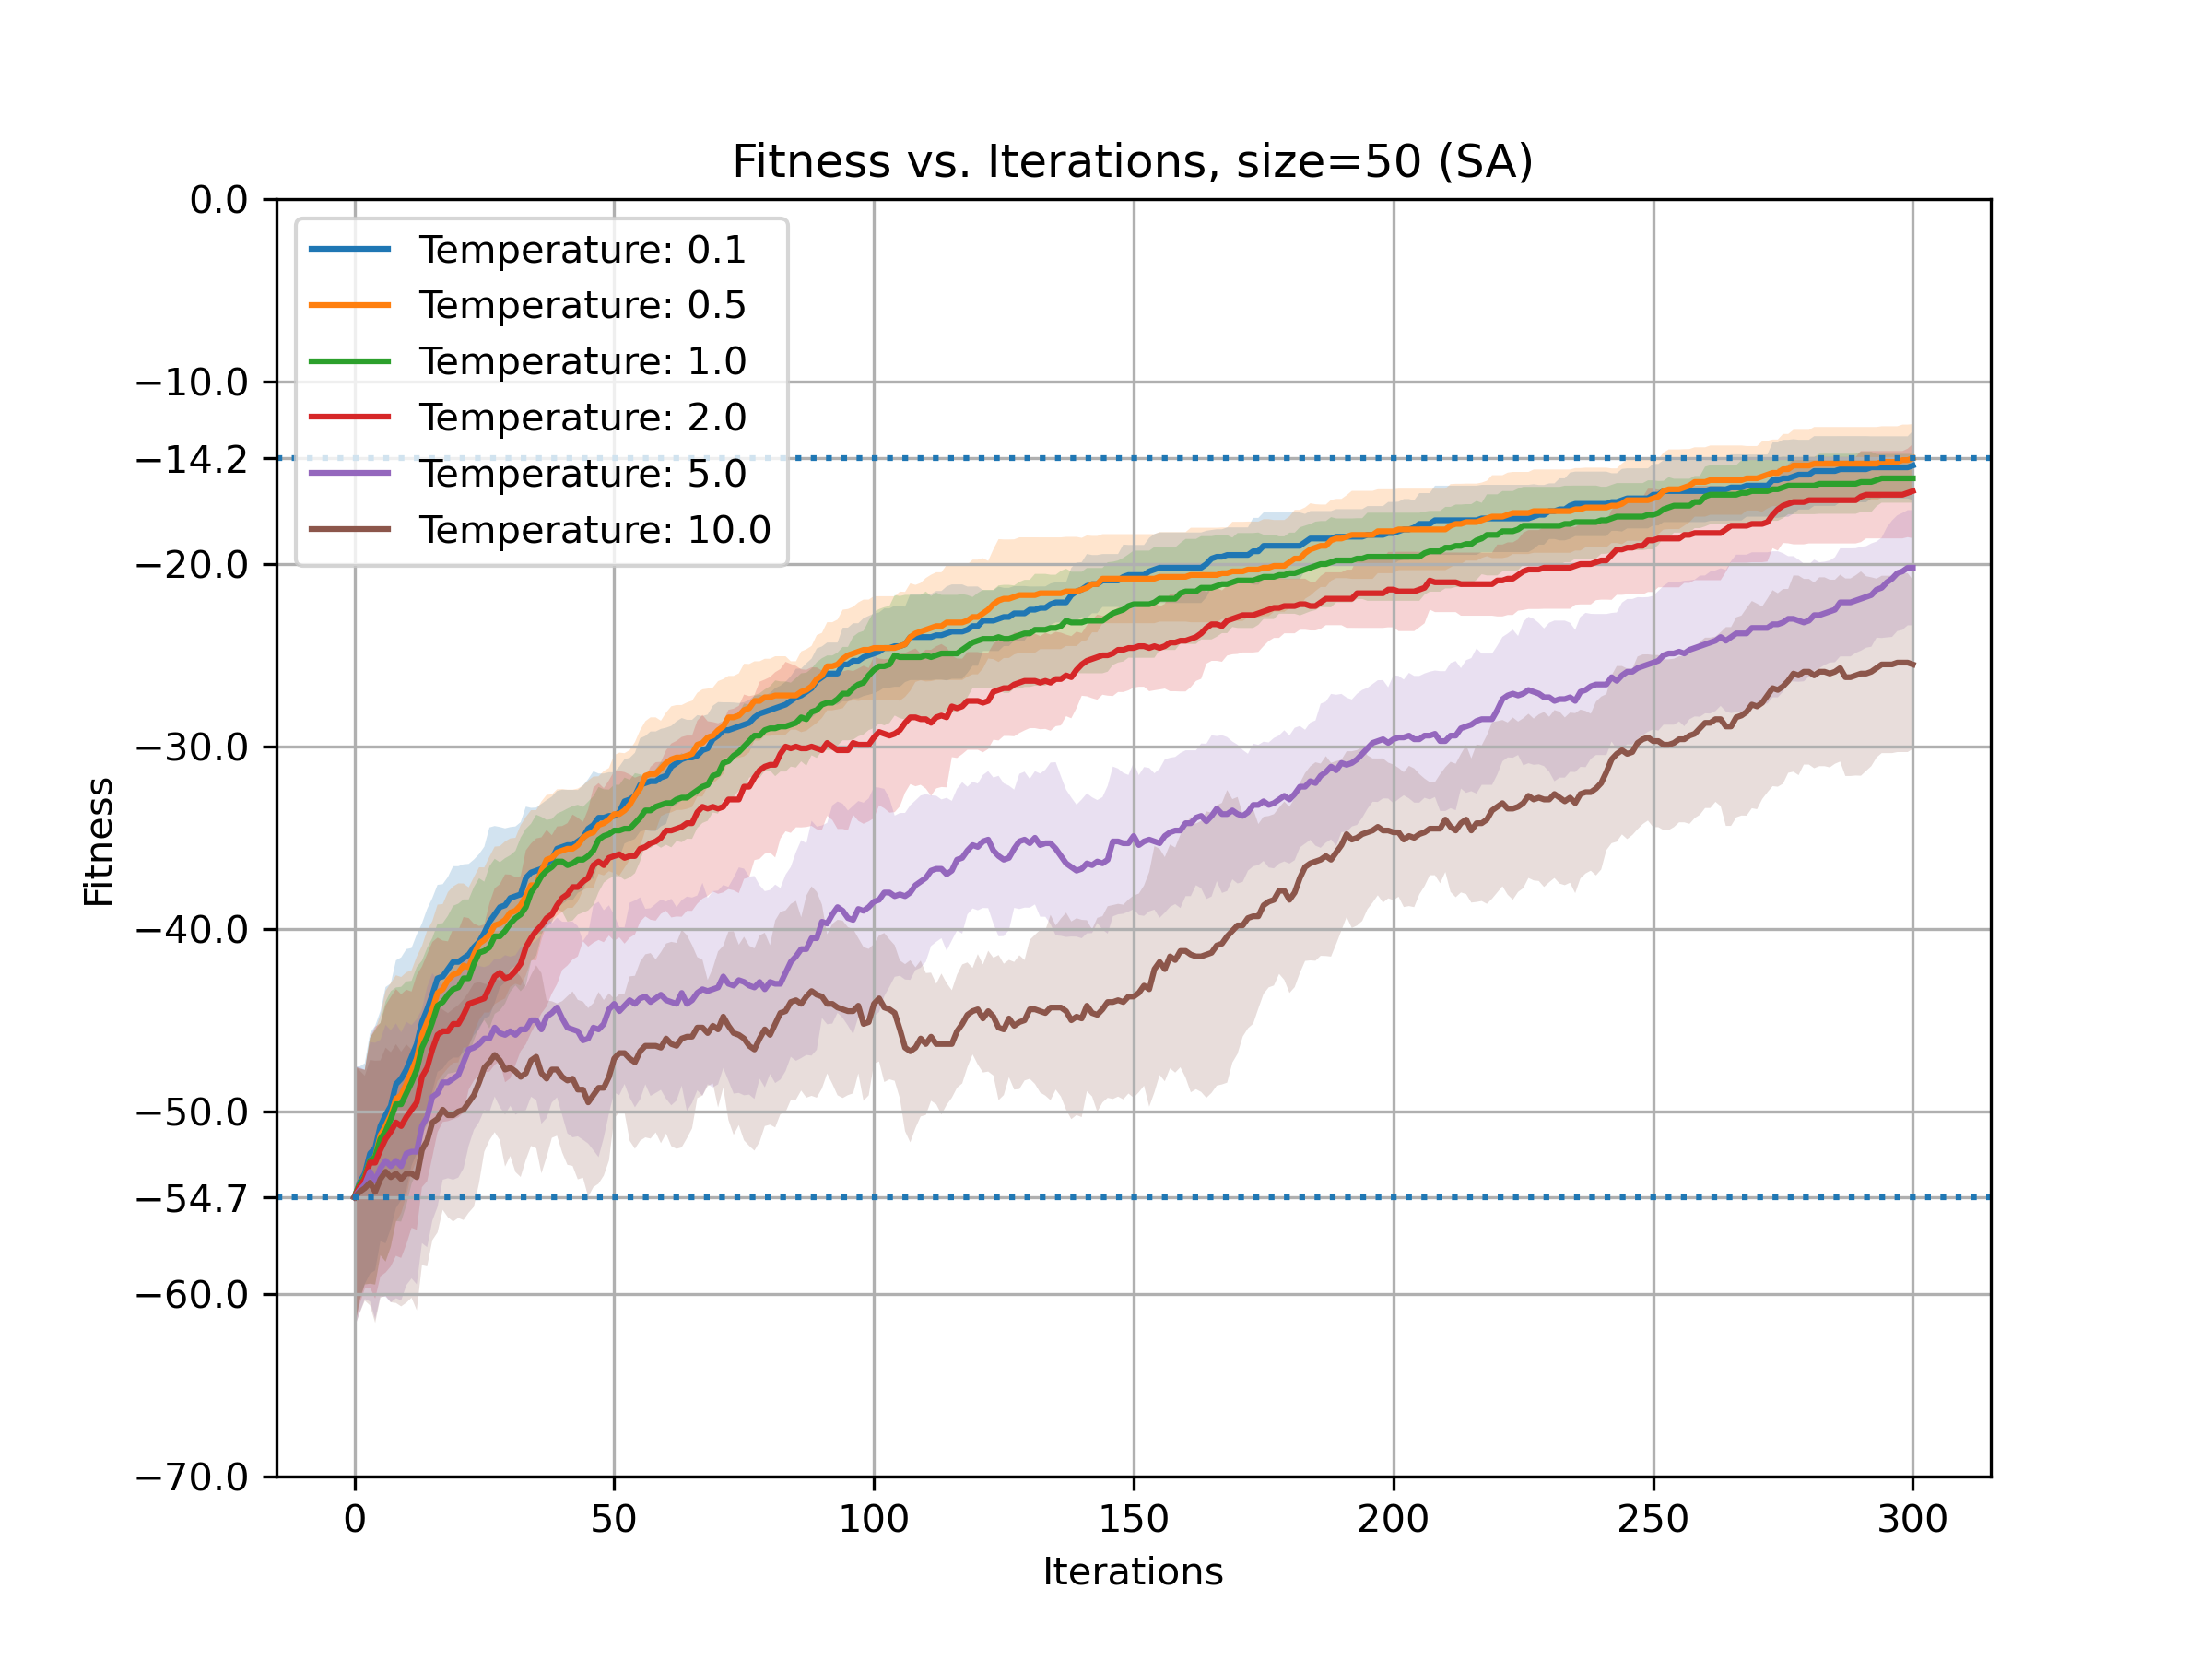 Fitness vs. Iterations, size=50 (SA)
0.0
−10.0
−14.2
−20.0
−30.0
−40.0
−50.0
−54.7
−60.0
−70.0
Fitness
Temperature: 0.1
Temperature: 0.5
Temperature: 1.0
Temperature: 2.0
Temperature: 5.0
Temperature: 10.0
0 50 100 150 200 250 300
Iterations